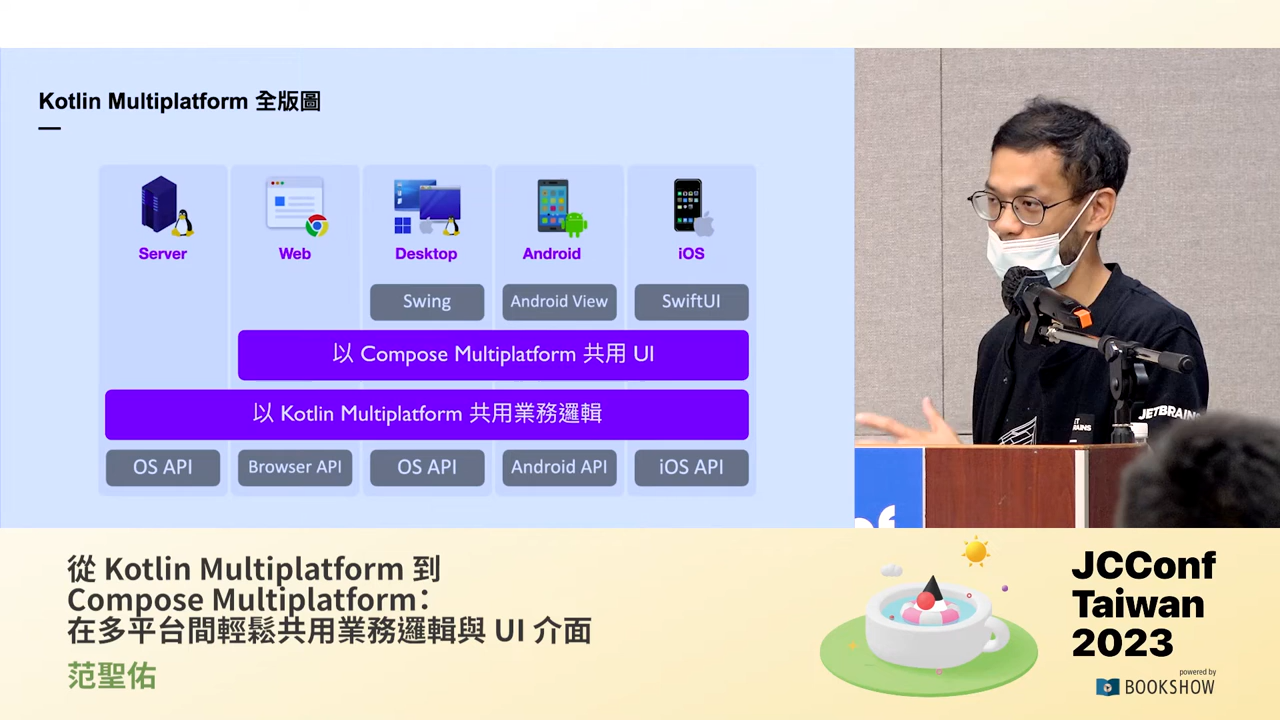 Kotlin Multiplatform 全版圖
Server
Web
Desktop
Android
iOS
Swing
Android View
SwiftUI
以 Compose Multiplatform 共用 UI
以 Kotlin Multiplatform 共用業務邏輯
OS API
Browser API
OS API
Android API
iOS API
JETBRAINS
從 Kotlin Multiplatform 到
Compose Multiplatform：
在多平台間輕鬆共用業務邏輯與 UI 介面
范聖佑
JCConf
Taiwan
2023
powered by
BOOKSHOW